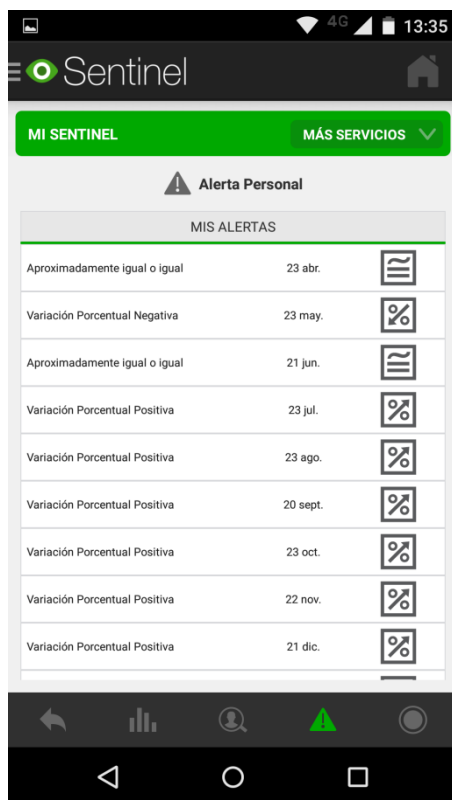 4G 13:35
Sentinel
MI SENTINEL MÁS SERVICIOS
Alerta Personal
MIS ALERTAS
Aproximadamente igual o igual 23 abr.
Variación Porcentual Negativa 23 may.
Aproximadamente igual o igual 21 jun.
Variación Porcentual Positiva 23 jul.
Variación Porcentual Positiva 23 ago.
Variación Porcentual Positiva 20 sept.
Variación Porcentual Positiva 23 oct.
Variación Porcentual Positiva 22 nov.
Variación Porcentual Positiva 21 dic.